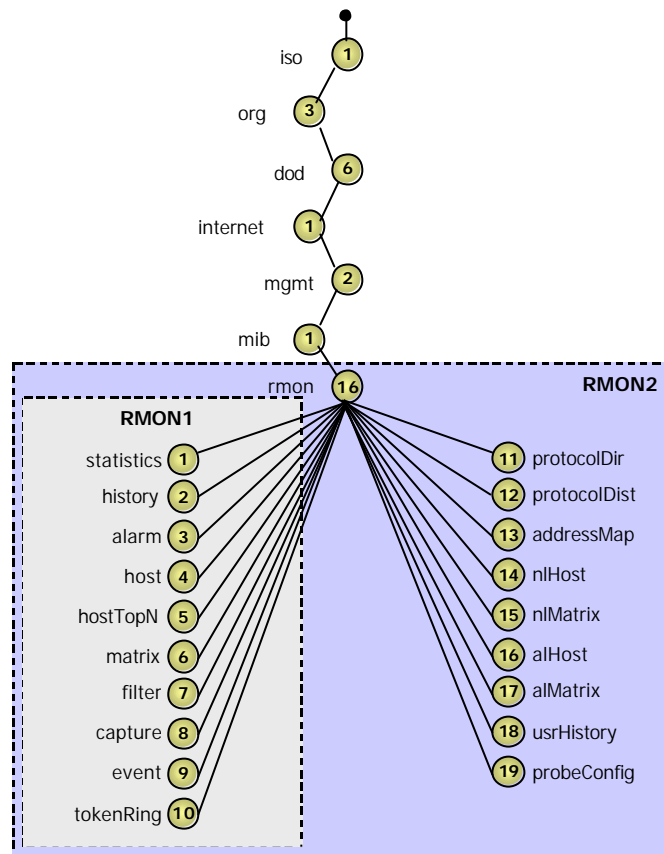 iso 1
org 3
dod 6
internet 1
mgmt 2
mib 1
rmon 16
RMON2
RMON1
statistics 1
history 2
alarm 3
host 4
hostTopN 5
matrix 6
filter 7
capture 8
event 9
tokenRing 10
11 protocolDir
12 protocolDist
13 addressMap
14 nlHost
15 nlMatrix
16 alHost
17 alMatrix
18 usrHistory
19 probeConfig